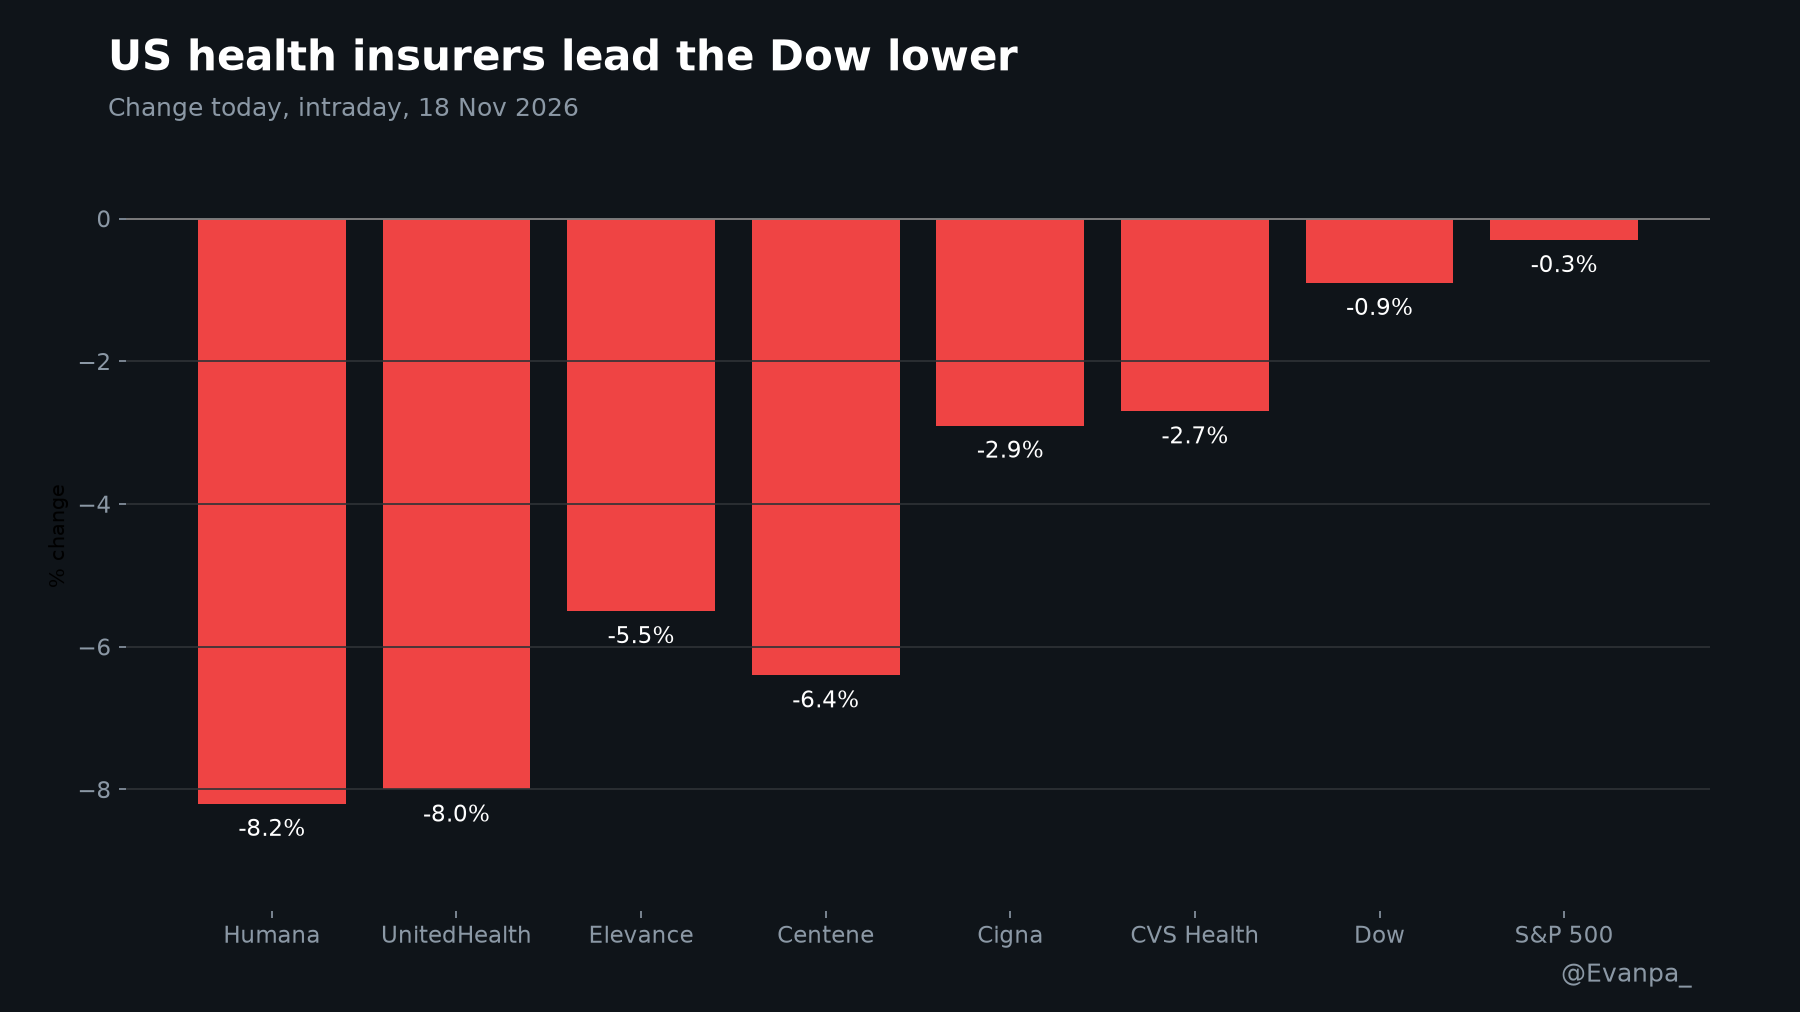 US health insurers lead the Dow lower
Change today, intraday, 18 Nov 2026
0
−2
−4
−6
−8
% change
-8.2%
-8.0%
-5.5%
-6.4%
-2.9%
-2.7%
-0.9%
-0.3%
Humana
UnitedHealth
Elevance
Centene
Cigna
CVS Health
Dow
S&P 500
@Evanpa_